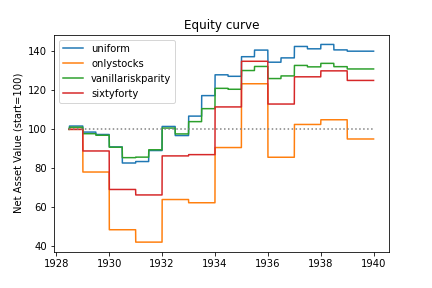 Equity curve
uniform
onlystocks
vanillariskparity
sixtyforty
Net Asset Value (start=100)
140
120
100
80
60
40
1928
1930
1932
1934
1936
1938
1940